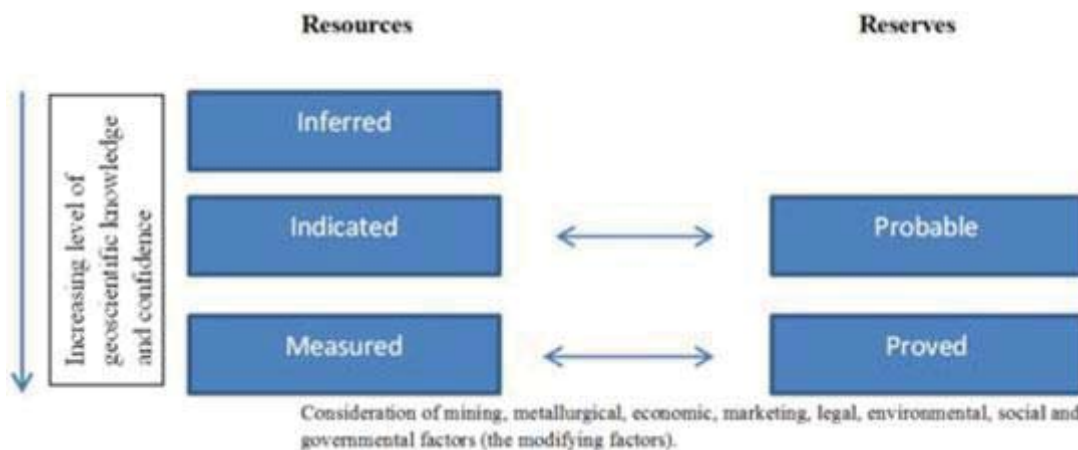 Resources
Reserves
Increasing level of
geoscientific knowledge
and confidence
Inferred
Indicated
Probable
Measured
Proved
Consideration of mining, metallurgical, economic, marketing, legal, environmental, social and
governmental factors (the modifying factors).